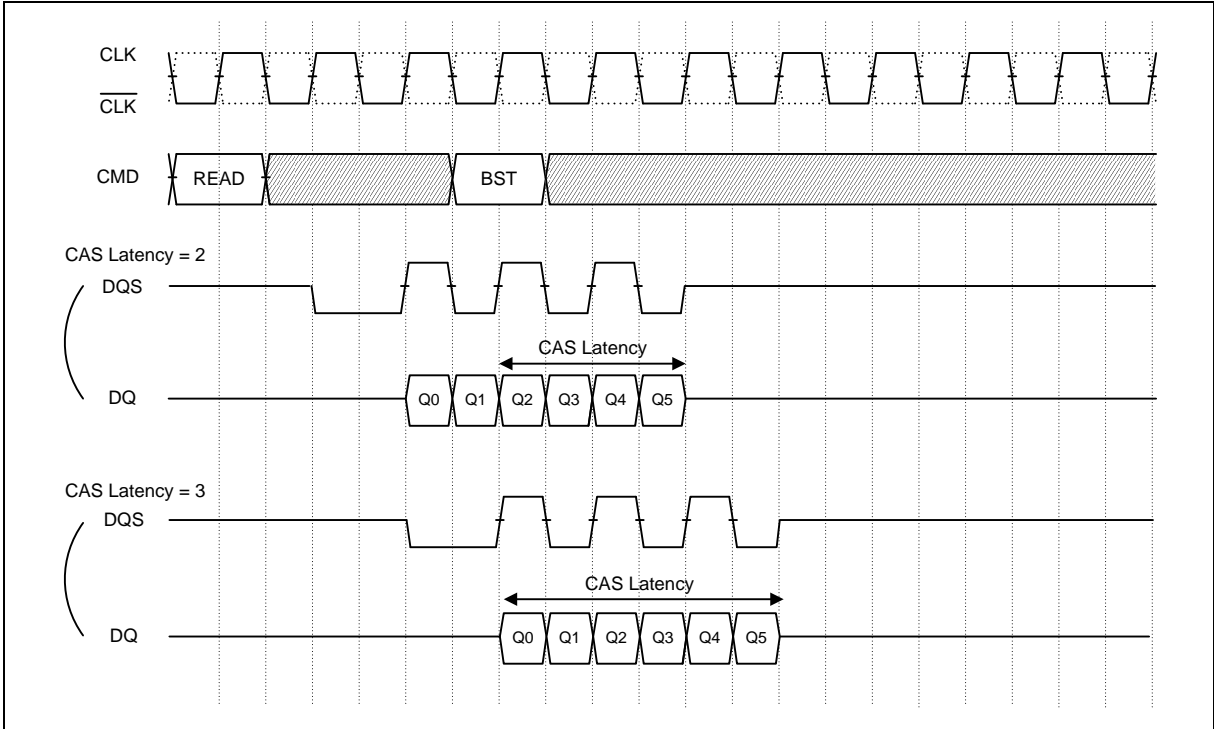 CLK
CLK
CMD READ BST
CAS Latency = 2
DQS
CAS Latency
DQ Q0 Q1 Q2 Q3 Q4 Q5
CAS Latency = 3
DQS
CAS Latency
DQ Q0 Q1 Q2 Q3 Q4 Q5